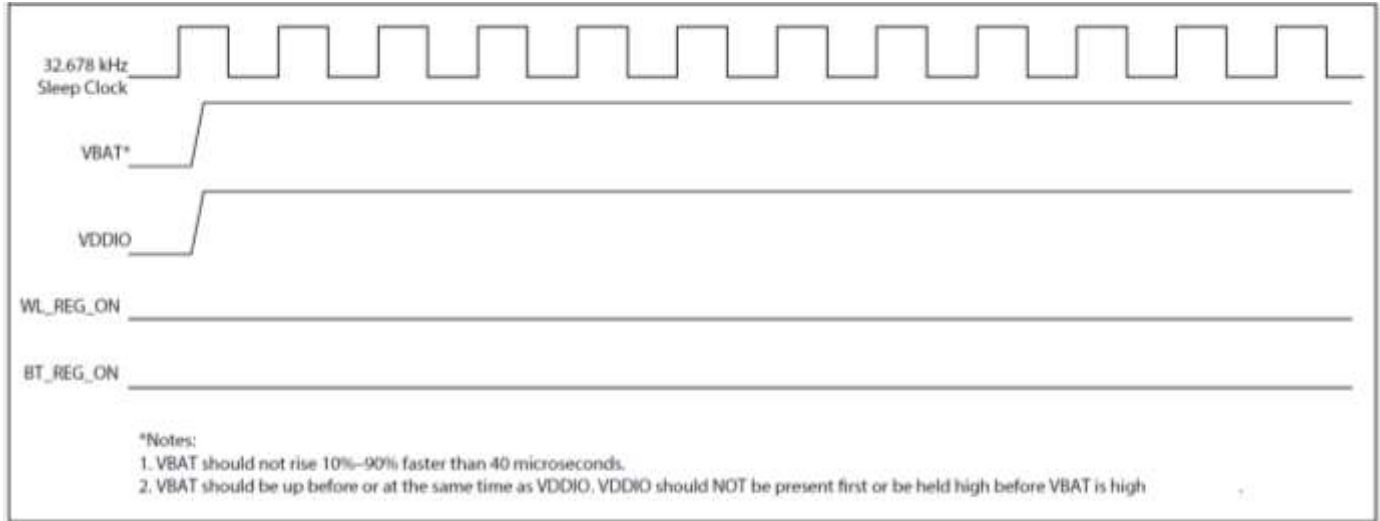 32.678 kHz
Sleep Clock
VBAT*
VDDIO
WL_REG_ON
BT_REG_ON
*Notes:
1. VBAT should not rise 10%–90% faster than 40 microseconds.
2. VBAT should be up before or at the same time as VDDIO. VDDIO should NOT be present first or be held high before VBAT is high